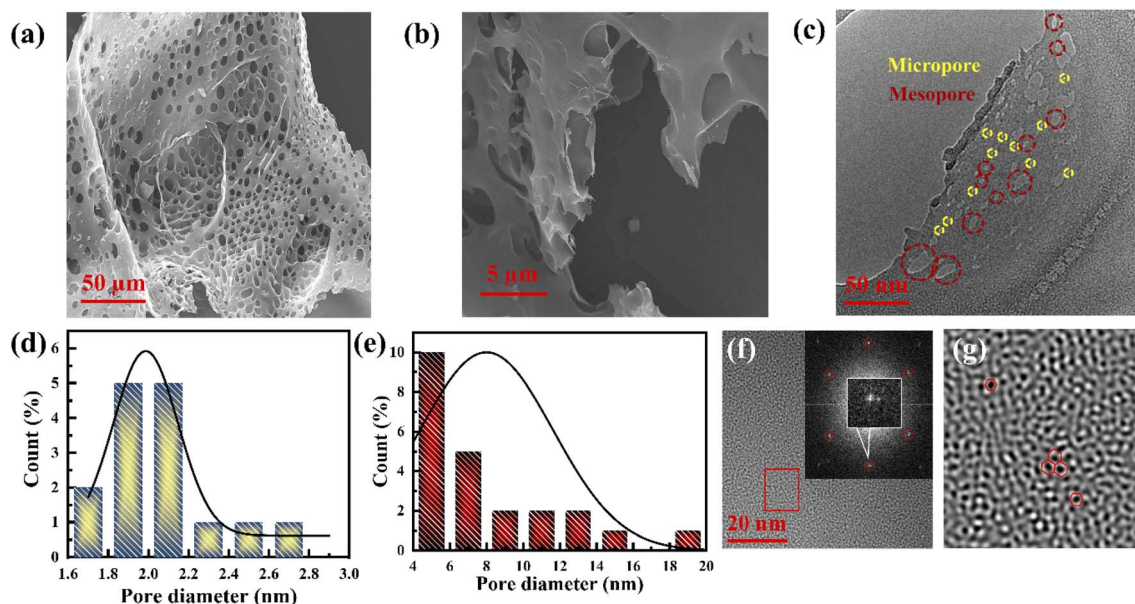 (a)
50 μm
(b)
5 μm
(c)
Micropore
Mesopore
50 nm
(d)
Count (%)
6
5
4
3
2
1
0
1.6 1.8 2.0 2.2 2.4 2.6 2.8 3.0
Pore diameter (nm)
(e)
Count (%)
10
8
6
4
2
0
4 6 8 10 12 14 16 18 20
Pore diameter (nm)
(f)
20 nm
(g)